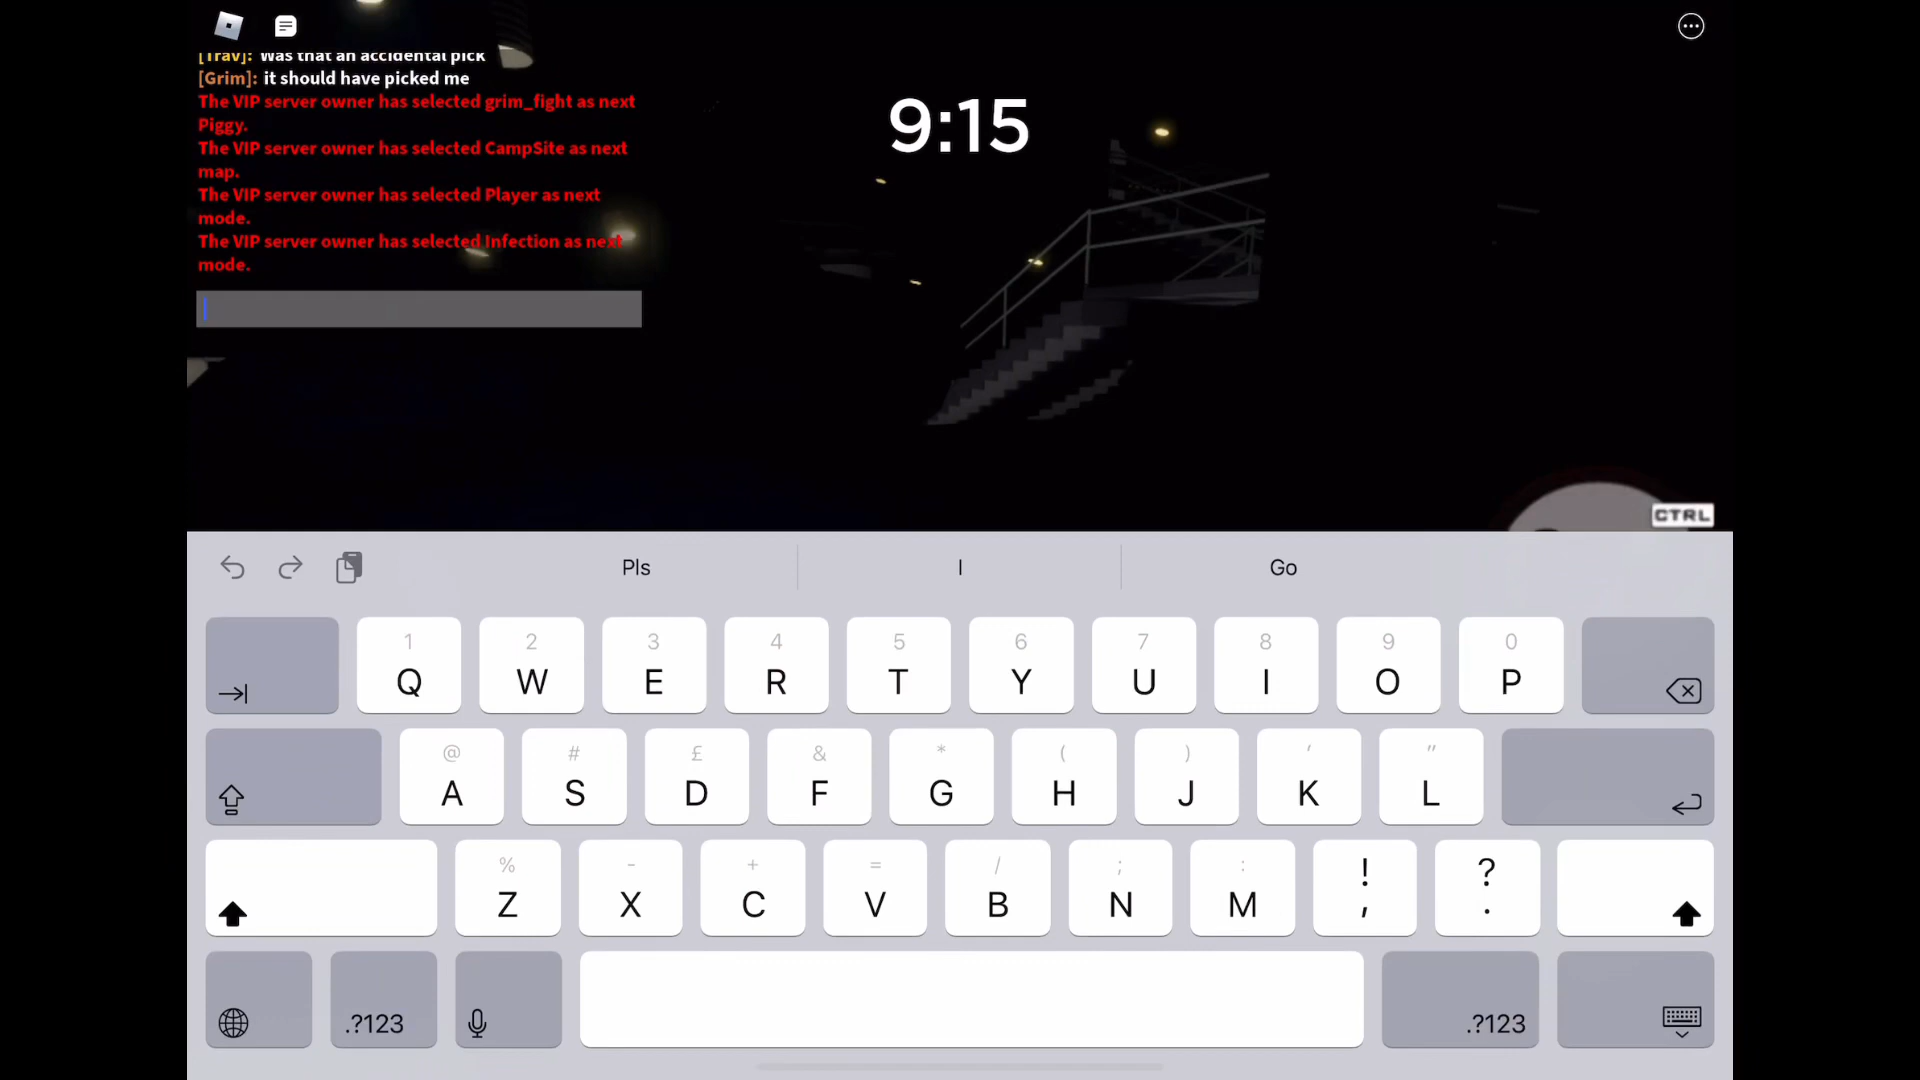 [Trav]: Was that an accidental pick
[Grim]: it should have picked me
The VIP server owner has selected grim_fight as next
Piggy.
The VIP server owner has selected CampSite as next
map.
The VIP server owner has selected Player as next
mode.
The VIP server owner has selected Infection as next
mode.
9:15
CTRL
Pls I Go
1 2 3 4 5 6 7 8 9 0
Q W E R T Y U I O P
@ # £ & * ( ) ' "
A S D F G H J K L
% - + = / ; : ! ?
Z X C V B N M , .
.?123 .?123